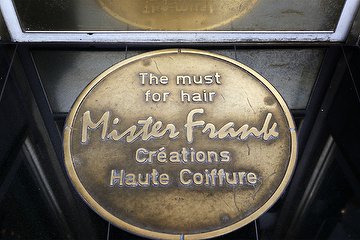 The must
for hair
Mister Frank
Créations
Haute Coiffure